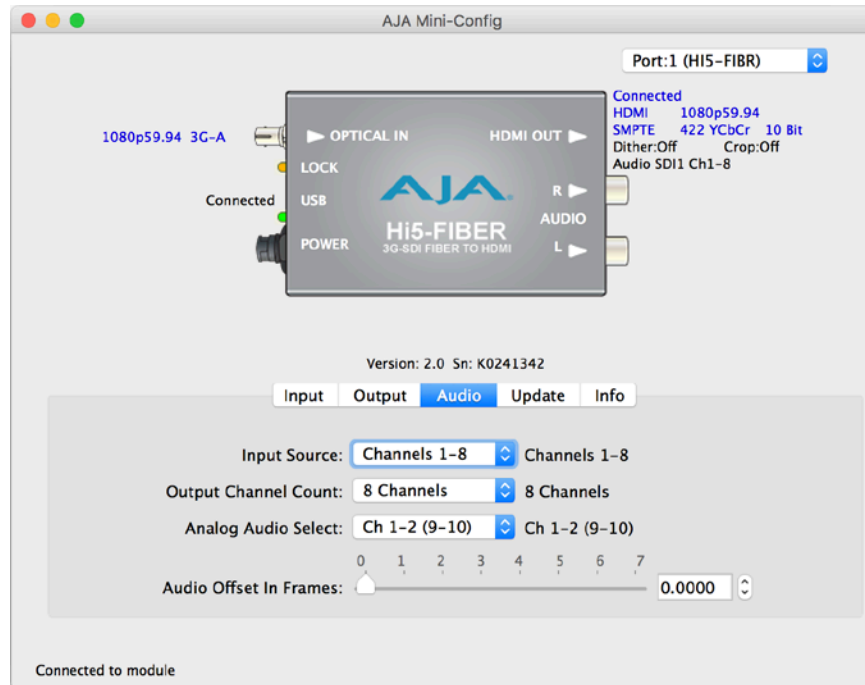 AJA Mini-Config
Port:1 (HI5-FIBR)
Connected
HDMI 1080p59.94
SMPTE 422 YCbCr 10 Bit
Dither:Off Crop:Off
Audio SDI1 Ch1-8
1080p59.94 3G-A
OPTICAL IN HDMI OUT
LOCK
Connected USB
R
AUDIO
L
AJA
Hi5-FIBER
3G-SDI FIBER TO HDMI
POWER
Version: 2.0 Sn: K0241342
Input Output Audio Update Info
Input Source: Channels 1-8 Channels 1-8
Output Channel Count: 8 Channels 8 Channels
Analog Audio Select: Ch 1-2 (9-10) Ch 1-2 (9-10)
0 1 2 3 4 5 6 7
Audio Offset In Frames: 0.0000
Connected to module